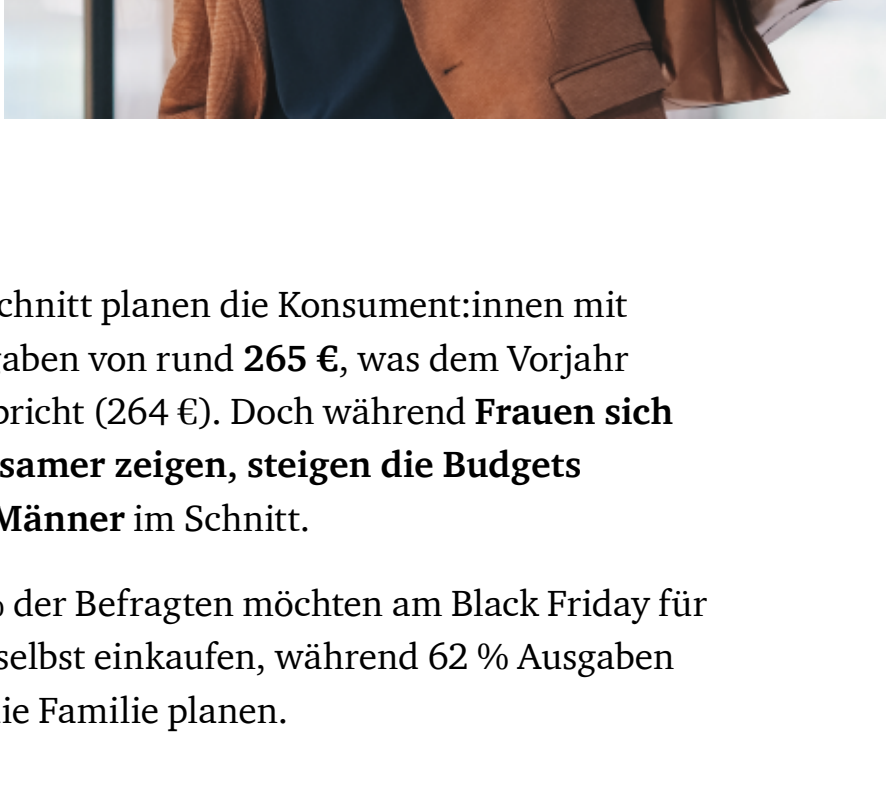 chnitt planen die Konsument:innen mit
gaben von rund 265 €, was dem Vorjahr
pricht (264 €). Doch während Frauen sich
samer zeigen, steigen die Budgets
Männer im Schnitt.
% der Befragten möchten am Black Friday für
selbst einkaufen, während 62 % Ausgaben
ie Familie planen.